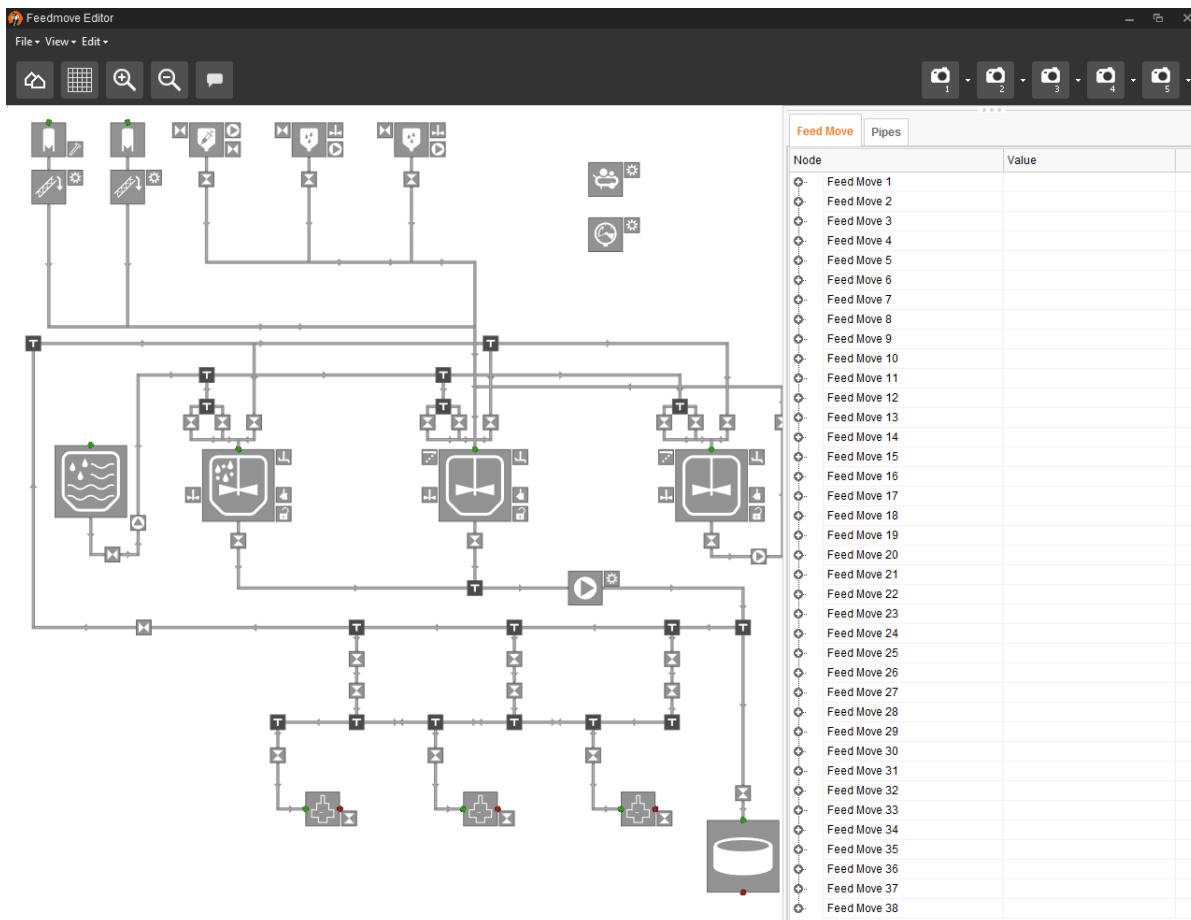 Feedmove Editor
File View Edit
1 2 3 4 5
Feed Move Pipes
Node Value
Feed Move 1
Feed Move 2
Feed Move 3
Feed Move 4
Feed Move 5
Feed Move 6
Feed Move 7
Feed Move 8
Feed Move 9
Feed Move 10
Feed Move 11
Feed Move 12
Feed Move 13
Feed Move 14
Feed Move 15
Feed Move 16
Feed Move 17
Feed Move 18
Feed Move 19
Feed Move 20
Feed Move 21
Feed Move 22
Feed Move 23
Feed Move 24
Feed Move 25
Feed Move 26
Feed Move 27
Feed Move 28
Feed Move 29
Feed Move 30
Feed Move 31
Feed Move 32
Feed Move 33
Feed Move 34
Feed Move 35
Feed Move 36
Feed Move 37
Feed Move 38
T T
T T T
T T T
T
T T T T
T T T T T T